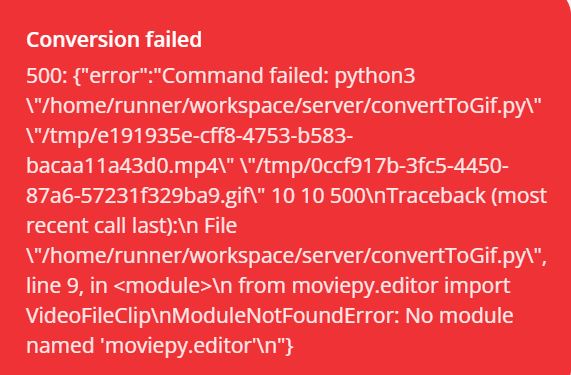 Conversion failed
500: {"error":"Command failed: python3
\"/home/runner/workspace/server/convertToGif.py\"
\"/tmp/e191935e-cff8-4753-b583-
bacaa11a43d0.mp4\" \"/tmp/0ccf917b-3fc5-4450-
87a6-57231f329ba9.gif\" 10 10 500\nTraceback (most
recent call last):\n File
\"/home/runner/workspace/server/convertToGif.py\",
line 9, in <module>\n from moviepy.editor import
VideoFileClip\nModuleNotFoundError: No module
named 'moviepy.editor'\n"}